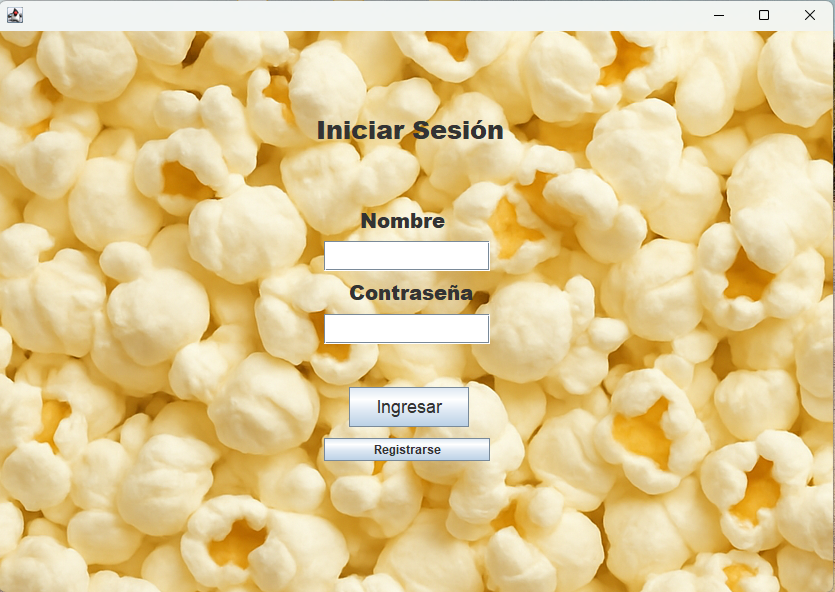 Iniciar Sesión
Nombre
Contraseña
Ingresar
Registrarse